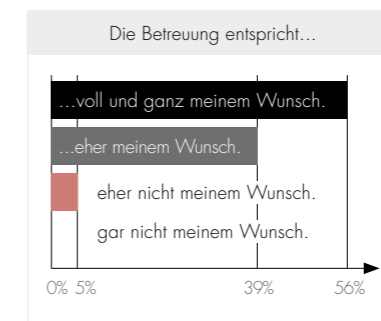 Die Betreuung entspricht...
...voll und ganz meinem Wunsch.
...eher meinem Wunsch.
eher nicht meinem Wunsch.
gar nicht meinem Wunsch.
0% 5% 39% 56%